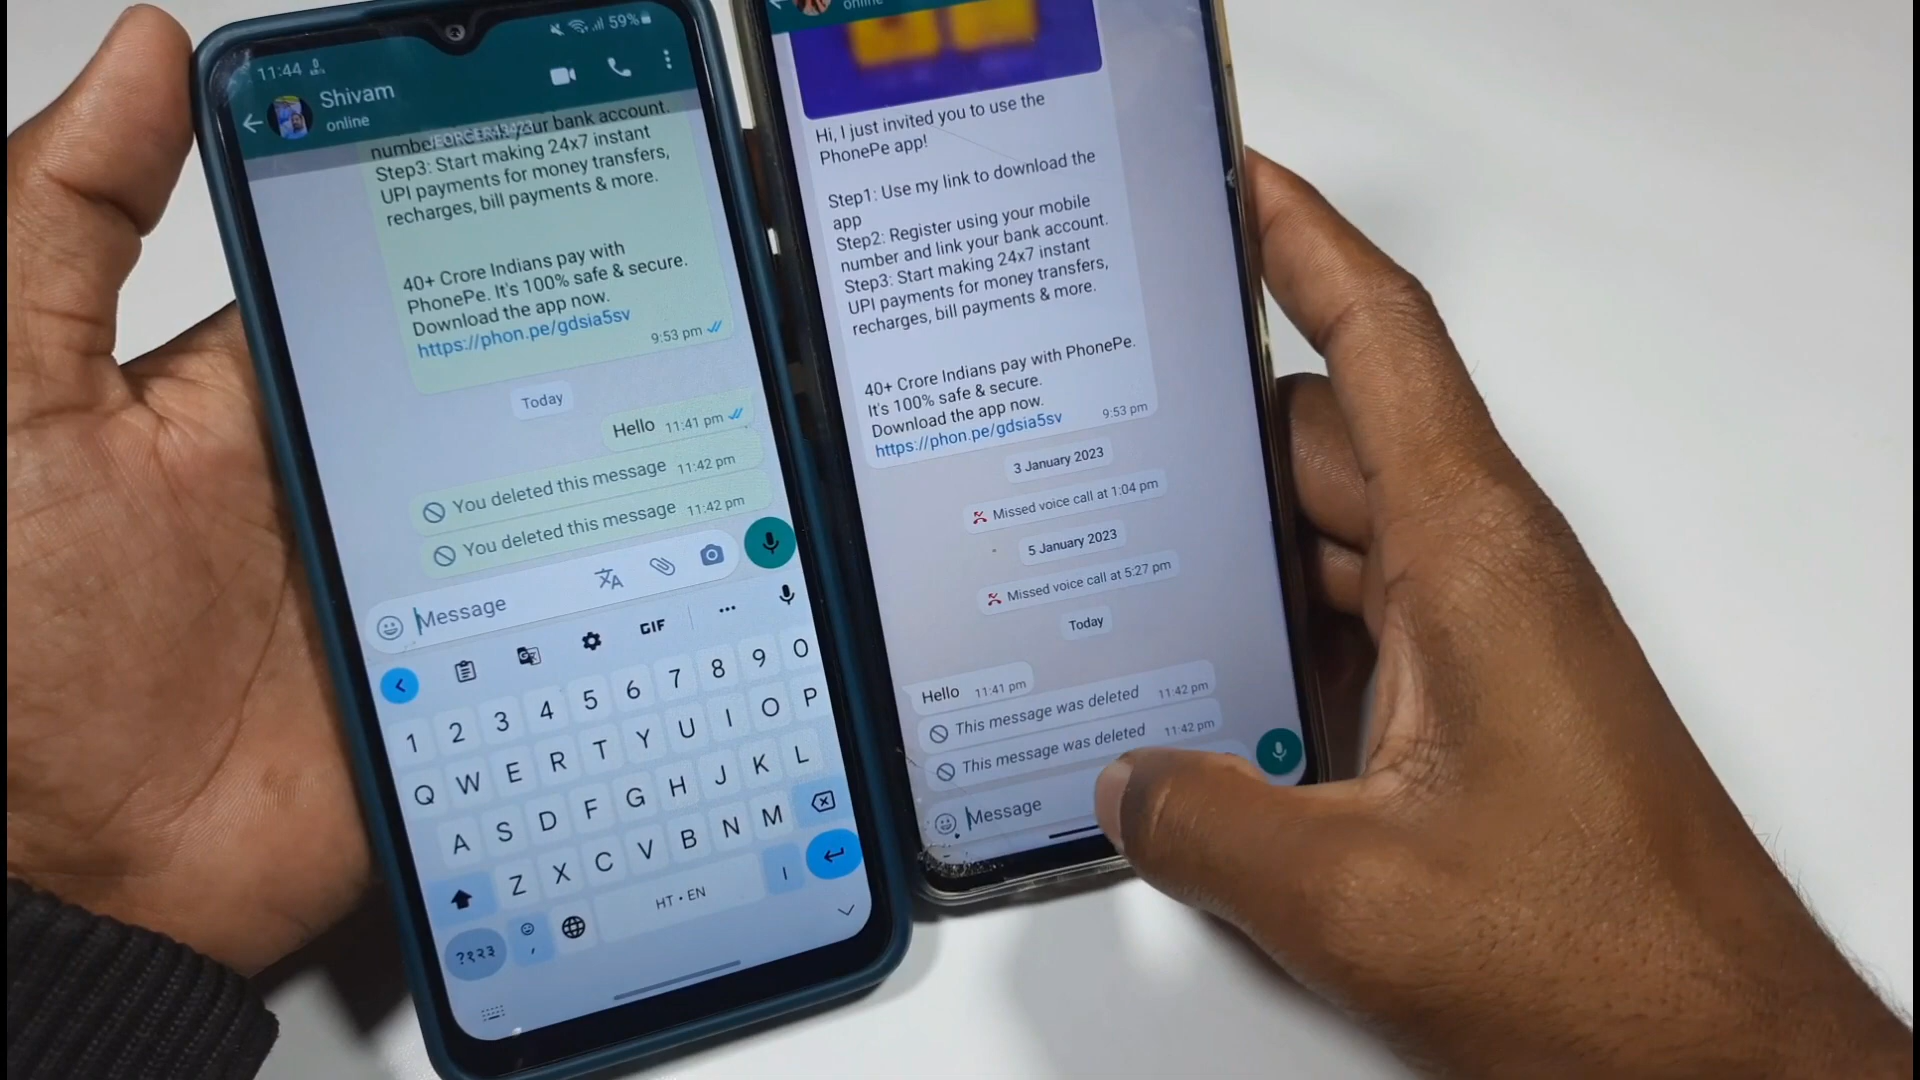 11:44
59%
Shivam
online
number and link your bank account.
Step3: Start making 24x7 instant
UPI payments for money transfers,
recharges, bill payments & more.
40+ Crore Indians pay with
PhonePe. It's 100% safe & secure.
Download the app now.
https://phon.pe/gdsia5sv
9:53 pm
Today
Hello 11:41 pm
You deleted this message 11:42 pm
You deleted this message 11:42 pm
Message
GIF
1 2 3 4 5 6 7 8 9 0
Q W E R T Y U I O P
A S D F G H J K L
Z X C V B N M
?१२३ , HT • EN ।
online
Hi, I just invited you to use the
PhonePe app!
Step1: Use my link to download the
app
Step2: Register using your mobile
number and link your bank account.
Step3: Start making 24x7 instant
UPI payments for money transfers,
recharges, bill payments & more.
40+ Crore Indians pay with PhonePe.
It's 100% safe & secure.
Download the app now.
https://phon.pe/gdsia5sv
9:53 pm
3 January 2023
Missed voice call at 1:04 pm
5 January 2023
Missed voice call at 5:27 pm
Today
Hello 11:41 pm
This message was deleted 11:42 pm
This message was deleted 11:42 pm
Message